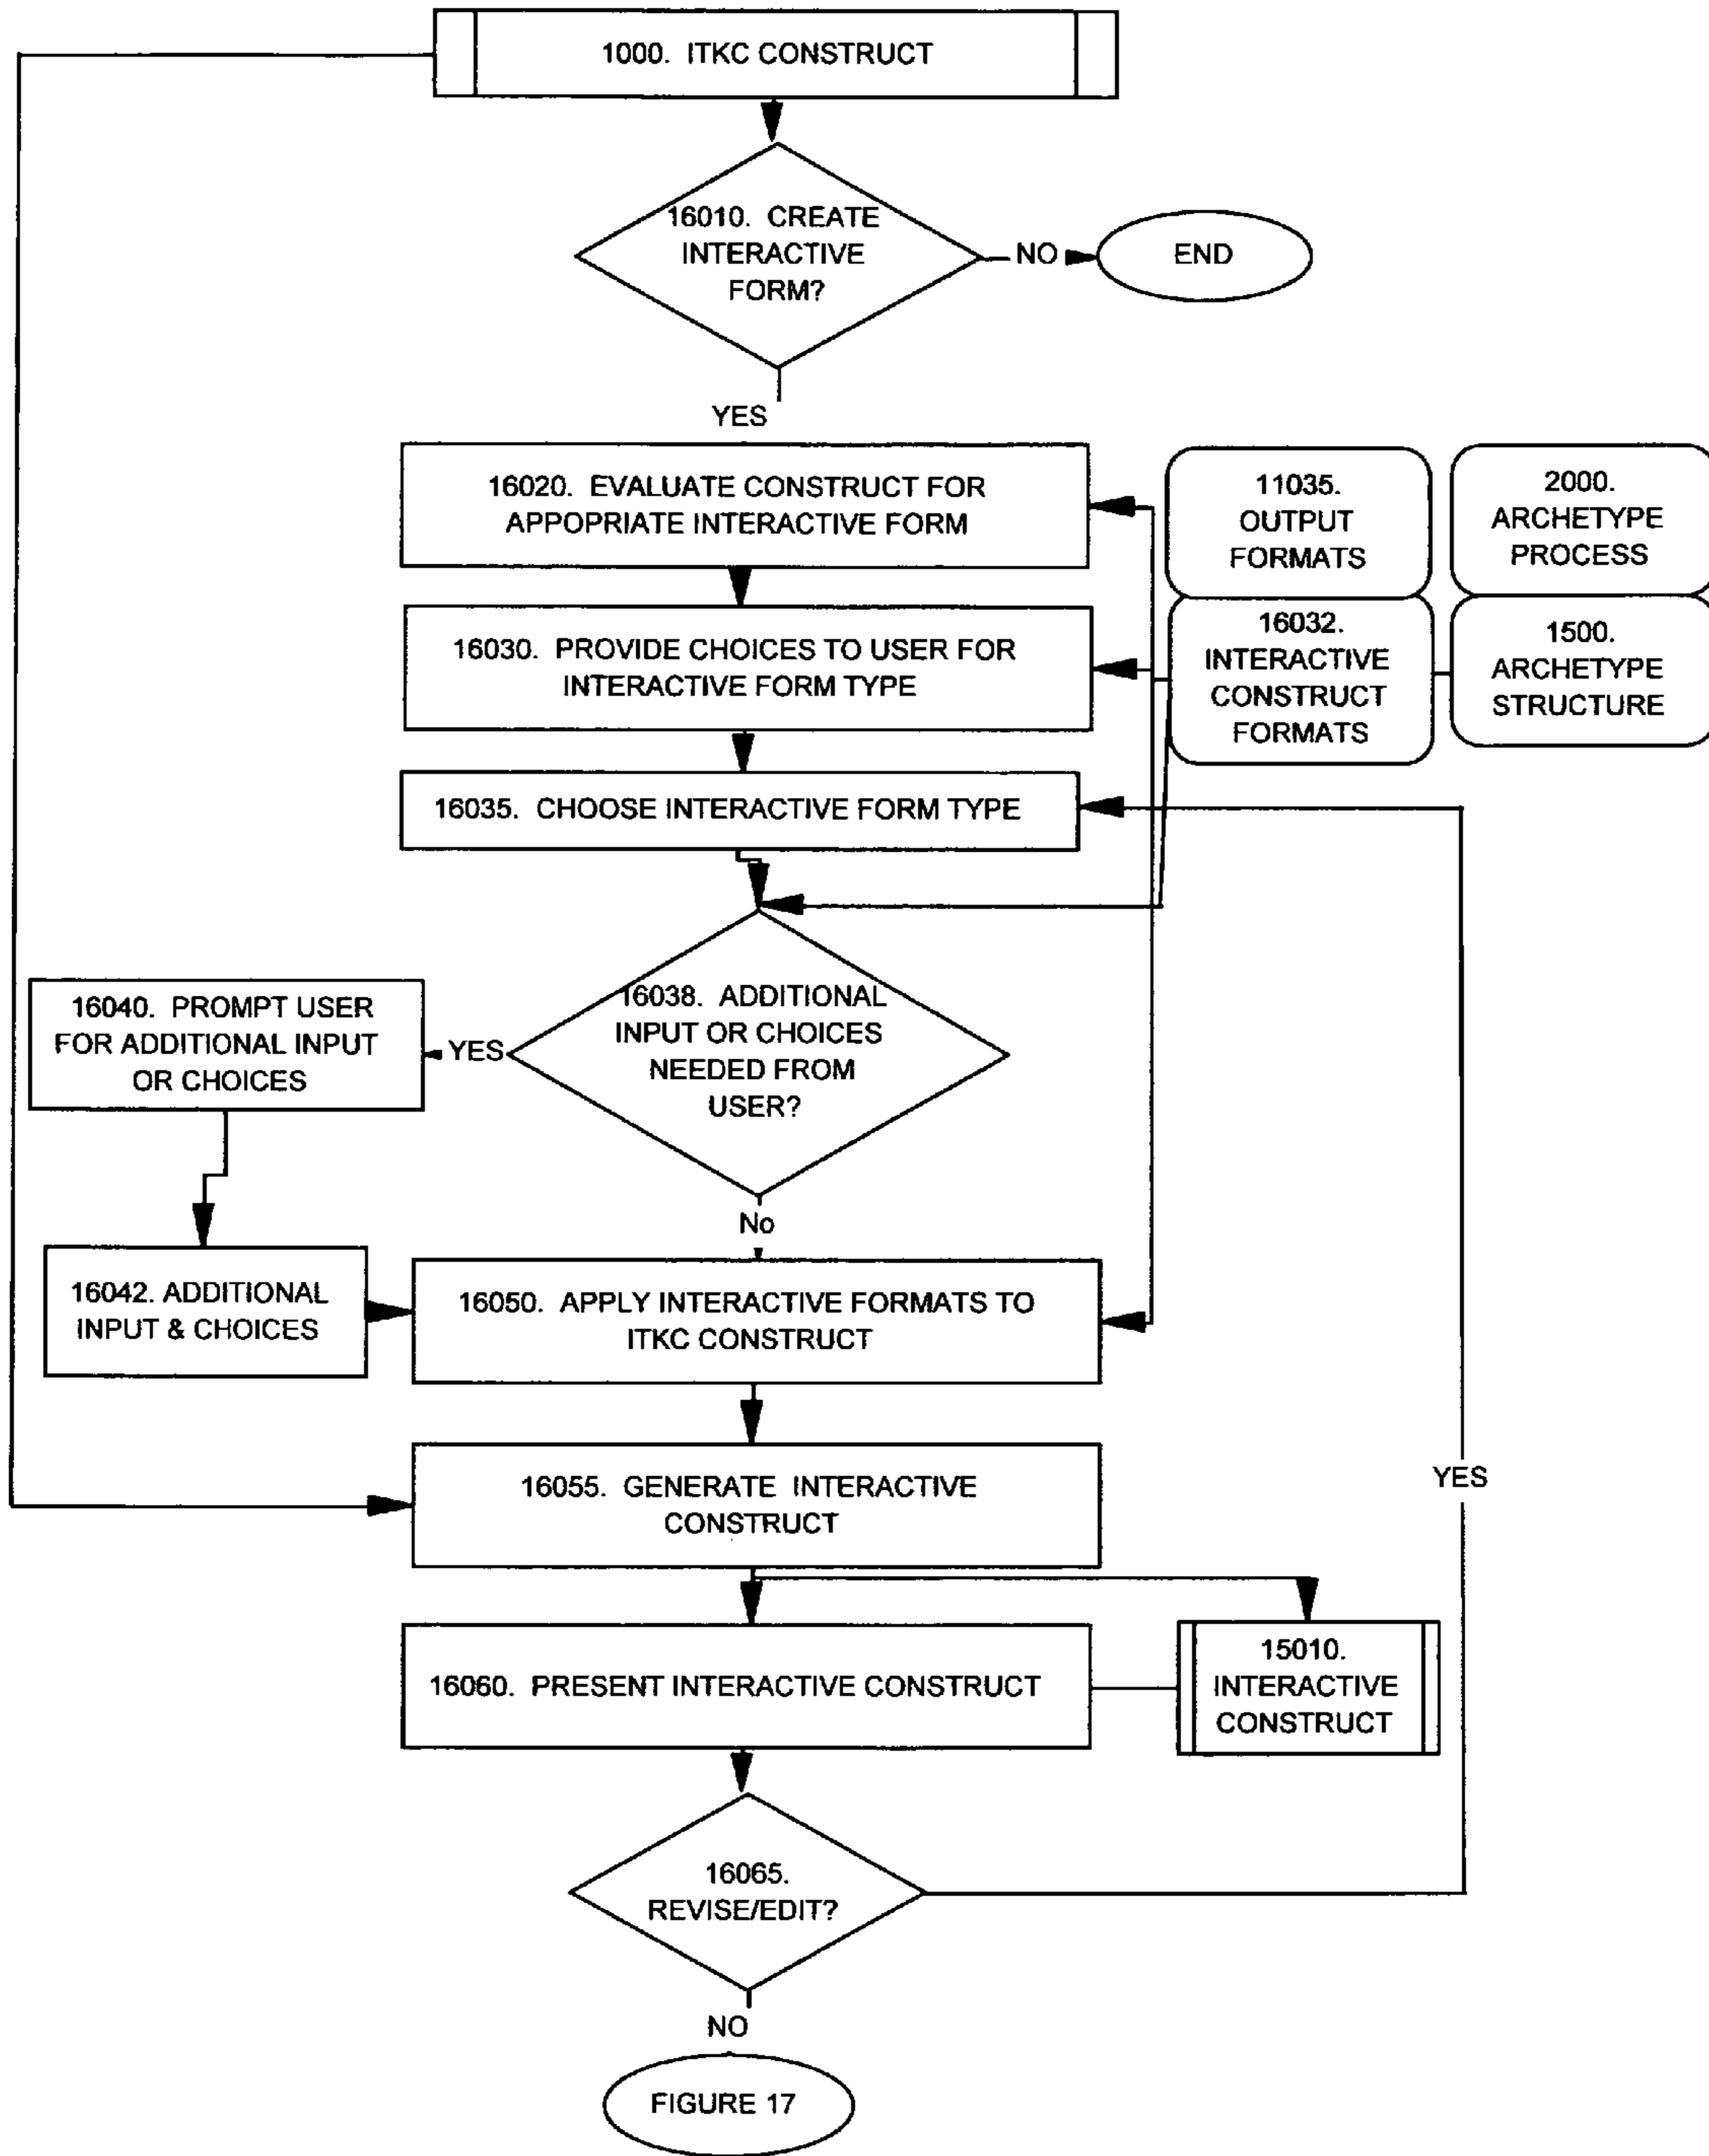 1000. ITKC CONSTRUCT
16010. CREATE
INTERACTIVE
FORM?
NO
END
YES
16020. EVALUATE CONSTRUCT FOR
APPOPRIATE INTERACTIVE FORM
11035.
OUTPUT
FORMATS
2000.
ARCHETYPE
PROCESS
16030. PROVIDE CHOICES TO USER FOR
INTERACTIVE FORM TYPE
16032.
INTERACTIVE
CONSTRUCT
FORMATS
1500.
ARCHETYPE
STRUCTURE
16035. CHOOSE INTERACTIVE FORM TYPE
16038. ADDITIONAL
INPUT OR CHOICES
NEEDED FROM
USER?
YES
16040. PROMPT USER
FOR ADDITIONAL INPUT
OR CHOICES
No
16042. ADDITIONAL
INPUT & CHOICES
16050. APPLY INTERACTIVE FORMATS TO
ITKC CONSTRUCT
16055. GENERATE INTERACTIVE
CONSTRUCT
YES
16060. PRESENT INTERACTIVE CONSTRUCT
15010.
INTERACTIVE
CONSTRUCT
16065.
REVISE/EDIT?
NO
FIGURE 17